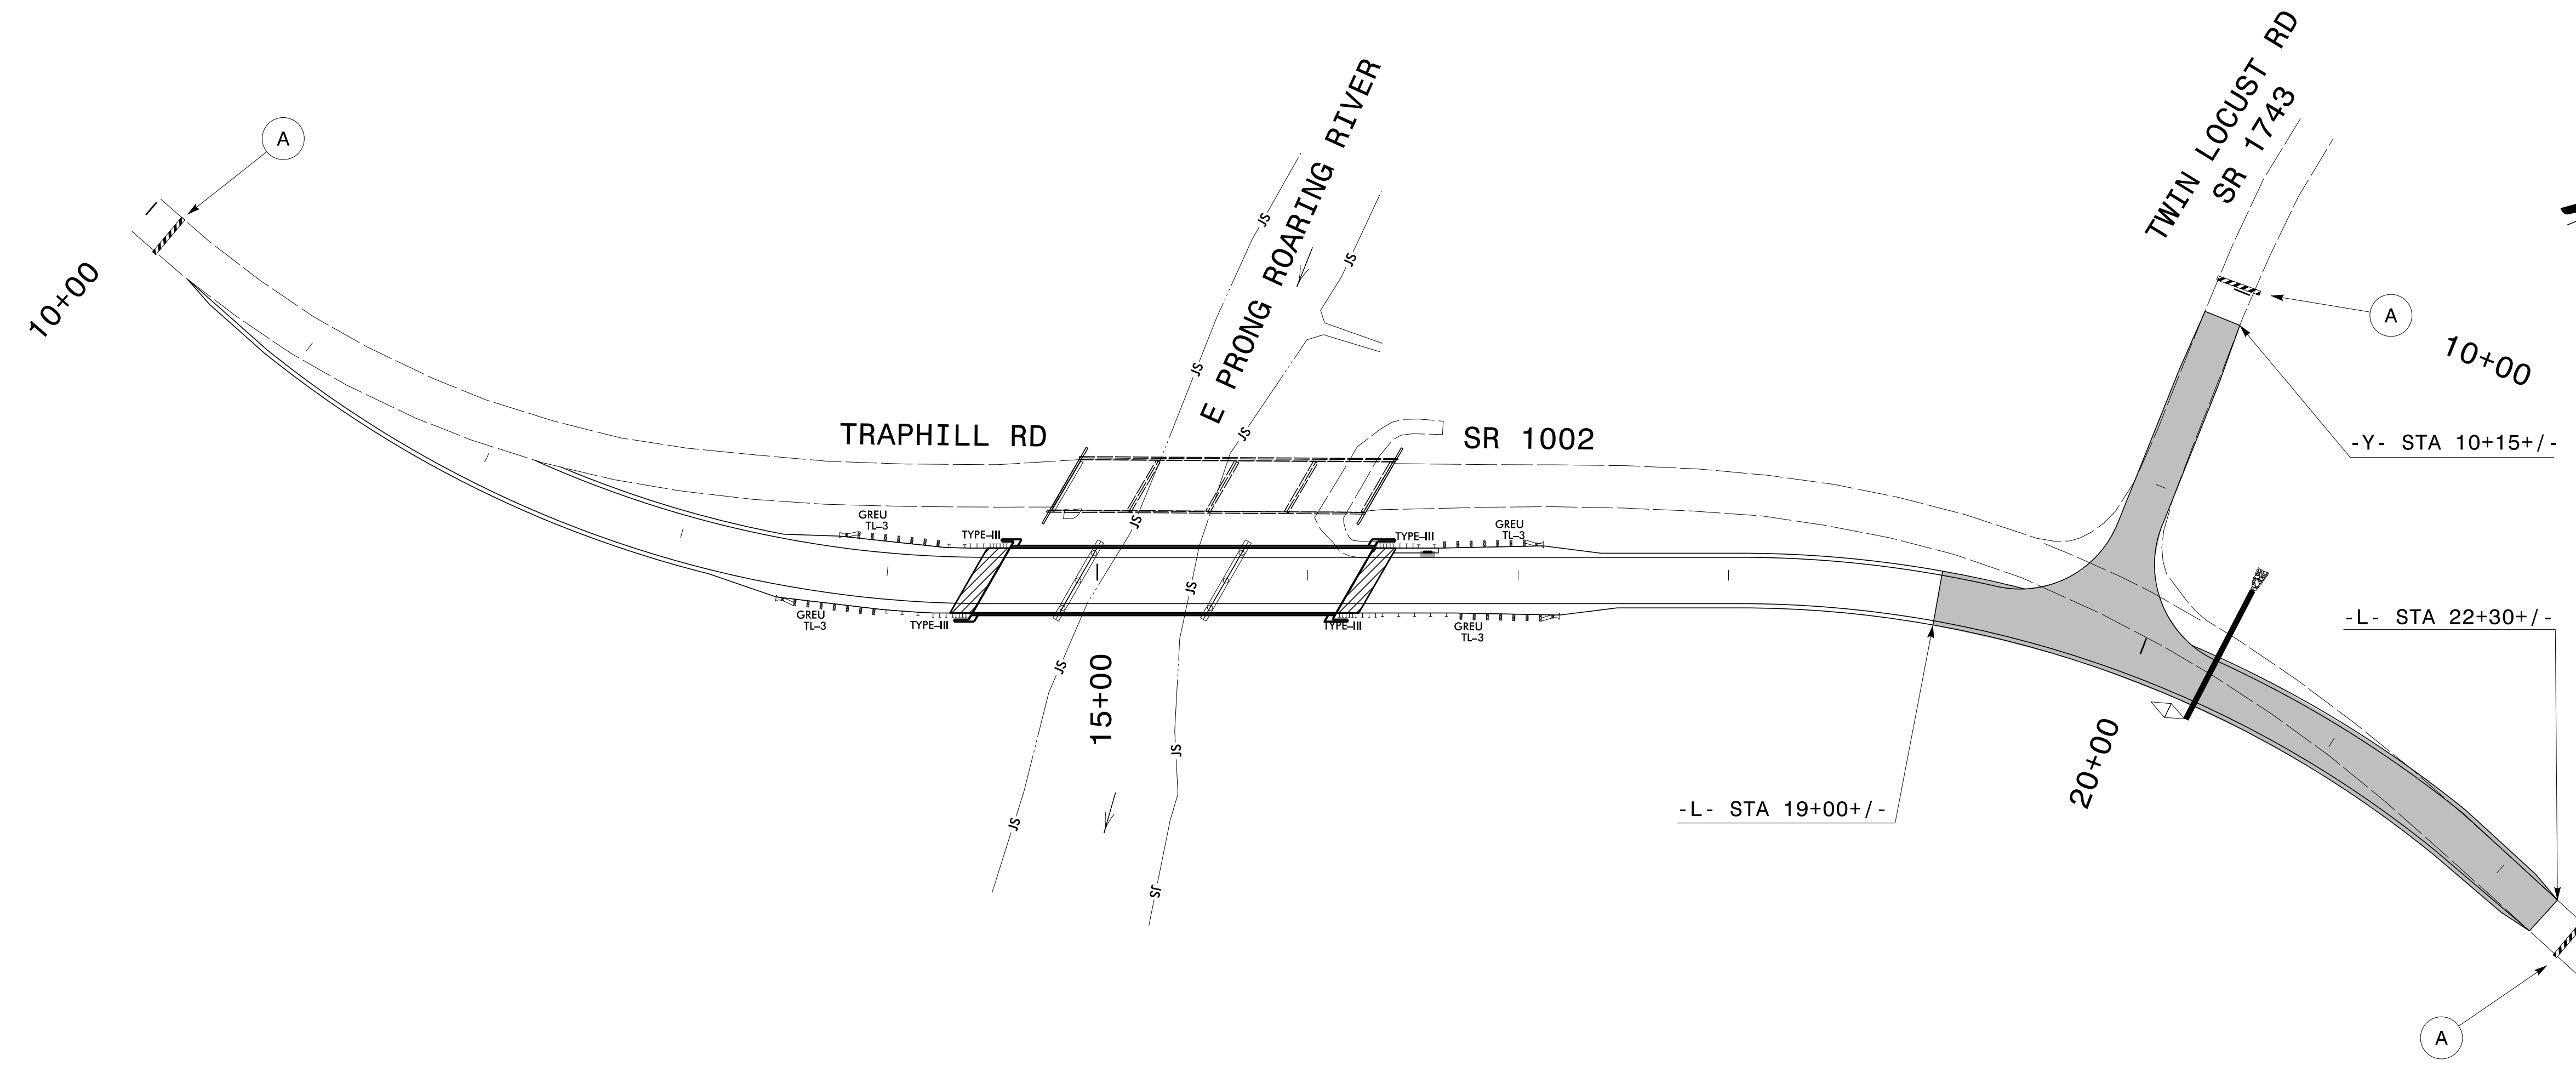 TWIN LOCUST RD
SR 1743
E PRONG ROARING RIVER
A
10+00
JS
JS
JS
JS
JS
JS
JS
JS
JS
JS
JS
A
10+00
TRAPHILL RD
SR 1002
-Y- STA 10+15+/-
GREU
TL-3
TYPE-III
TYPE-III
GREU
TL-3
GREU
TL-3
TYPE-III
TYPE-III
GREU
TL-3
-L- STA 22+30+/-
15+00
20+00
-L- STA 19+00+/-
A